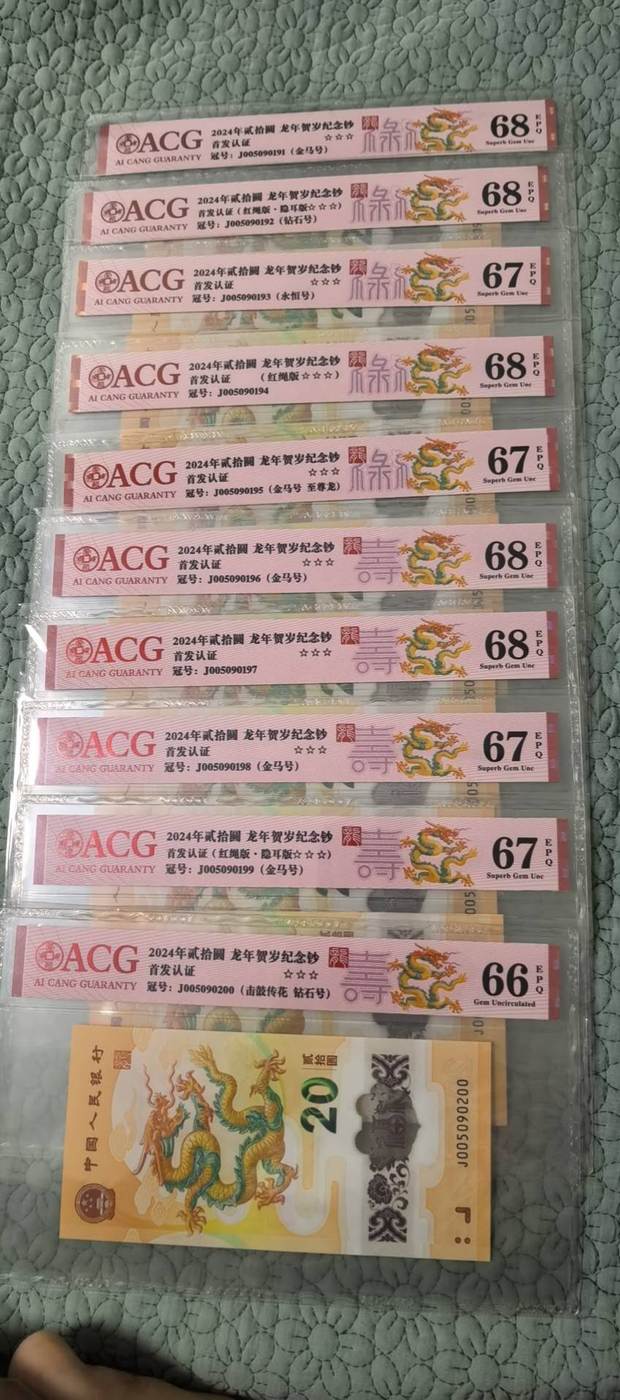 ACG
AI CANG GUARANTY
2024年贰拾圆 龙年贺岁纪念钞
首发认证 ☆☆☆
冠号：J005090191（金马号）
68 EPQ
Superb Gem Unc
ACG
AI CANG GUARANTY
2024年贰拾圆 龙年贺岁纪念钞
首发认证（红绳版·隐耳版☆☆☆）
冠号：J005090192（钻石号）
68 EPQ
Superb Gem Unc
ACG
AI CANG GUARANTY
2024年贰拾圆 龙年贺岁纪念钞
首发认证 ☆☆☆
冠号：J005090193（永恒号）
67 EPQ
Superb Gem Unc
ACG
AI CANG GUARANTY
2024年贰拾圆 龙年贺岁纪念钞
首发认证 （红绳版☆☆☆）
冠号：J005090194
68 EPQ
Superb Gem Unc
ACG
AI CANG GUARANTY
2024年贰拾圆 龙年贺岁纪念钞
首发认证 ☆☆☆
冠号：J005090195（金马号 至尊龙）
67 EPQ
Superb Gem Unc
ACG
AI CANG GUARANTY
2024年贰拾圆 龙年贺岁纪念钞
首发认证 ☆☆☆
冠号：J005090196（金马号）
68 EPQ
Superb Gem Unc
ACG
AI CANG GUARANTY
2024年贰拾圆 龙年贺岁纪念钞
首发认证 ☆☆☆
冠号：J005090197
68 EPQ
Superb Gem Unc
ACG
AI CANG GUARANTY
2024年贰拾圆 龙年贺岁纪念钞
首发认证 ☆☆☆
冠号：J005090198（金马号）
67 EPQ
Superb Gem Unc
ACG
AI CANG GUARANTY
2024年贰拾圆 龙年贺岁纪念钞
首发认证（红绳版·隐耳版☆☆☆）
冠号：J005090199（金马号）
67 EPQ
Superb Gem Unc
ACG
AI CANG GUARANTY
2024年贰拾圆 龙年贺岁纪念钞
首发认证 ☆☆☆
冠号：J005090200（击鼓传花 钻石号）
66 EPQ
Gem Uncirculated
中国人民银行
20
贰拾圆
J005090200